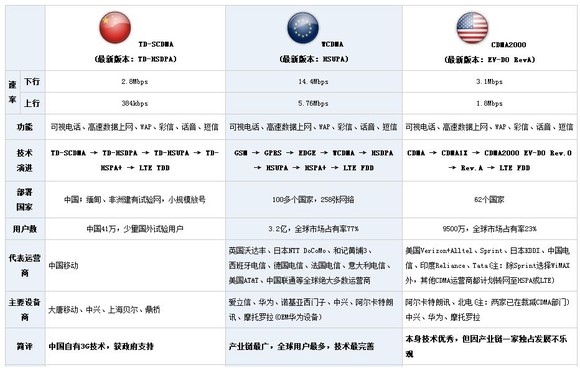 TD-SCDMA
(最新版本：TD-HSDPA)
WCDMA
(最新版本：HSUPA)
CDMA2000
(最新版本：EV-DO RevA)
速率
下行
2.8Mbps
14.4Mbps
3.1Mbps
上行
384kbps
5.76Mbps
1.8Mbps
功能
可视电话、高速数据上网、WAP、彩信、话音、短信
可视电话、高速数据上网、WAP、彩信、话音、短信
可视电话、高速数据上网、WAP、彩信、话音、短信
技术
演进
TD-SCDMA → TD-HSDPA → TD-HSUPA → TD-
HSPA+ → LTE TDD
GSM → GPRS → EDGE → WCDMA → HSDPA
→ HSUPA → HSPA+ → LTE FDD
CDMA → CDMA1X → CDMA2000 EV-DO Rev.0
→ Rev.A → LTE FDD
部署
国家
中国；缅甸、非洲建有试验网，小规模放号
100多个国家，258张网络
62个国家
用户数
中国41万，少量国外试验用户
3.2亿，全球市场占有率77%
9500万，全球市场占有率23%
代表运营
商
中国移动
英国沃达丰、日本NTT DoCoMo、和记黄埔3、
西班牙电信、德国电信、法国电信、意大利电信、
美国AT&T、中国联通等全球绝大多数运营商
美国Verizon+Alltel、Sprint、日本KDDI、中国电
信、印度Reliance、Tata(注：除Sprint选择WiMAX
外，其他CDMA运营商都计划转网至HSPA或LTE)
主要设备
商
大唐移动、中兴、上海贝尔、鼎桥
爱立信、华为、诺基亚西门子、中兴、阿尔卡特朗
讯、摩托罗拉(OEM华为设备)
阿尔卡特朗讯、北电(注：两家已在裁减CDMA部门)
中兴、华为、摩托罗拉
简评
中国自有3G技术，获政府支持
产业链最广，全球用户最多，技术最完善
本身技术优秀，但因产业链一家独占发展不乐
观